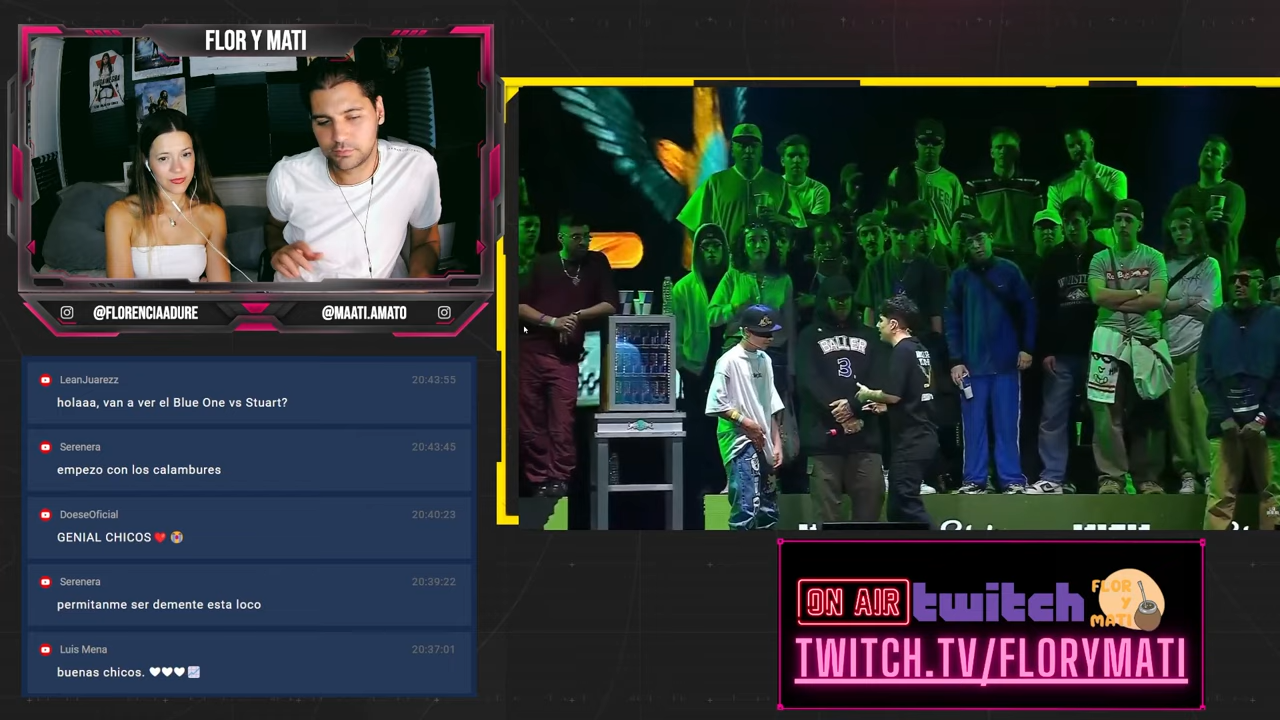 FLOR Y MATI
@FLORENCIAADURE
@MAATI.AMATO
LeanJuarezz
20:43:55
holaaa, van a ver el Blue One vs Stuart?
Serenera
20:43:45
empezo con los calambures
DoeseOficial
20:40:23
GENIAL CHICOS
Serenera
20:39:22
permitanme ser demente esta loco
Luis Mena
20:37:01
buenas chicos.
BALLER
3
ON AIR
twitch
FLOR
Y
MATI
TWITCH.TV/FLORYMATI